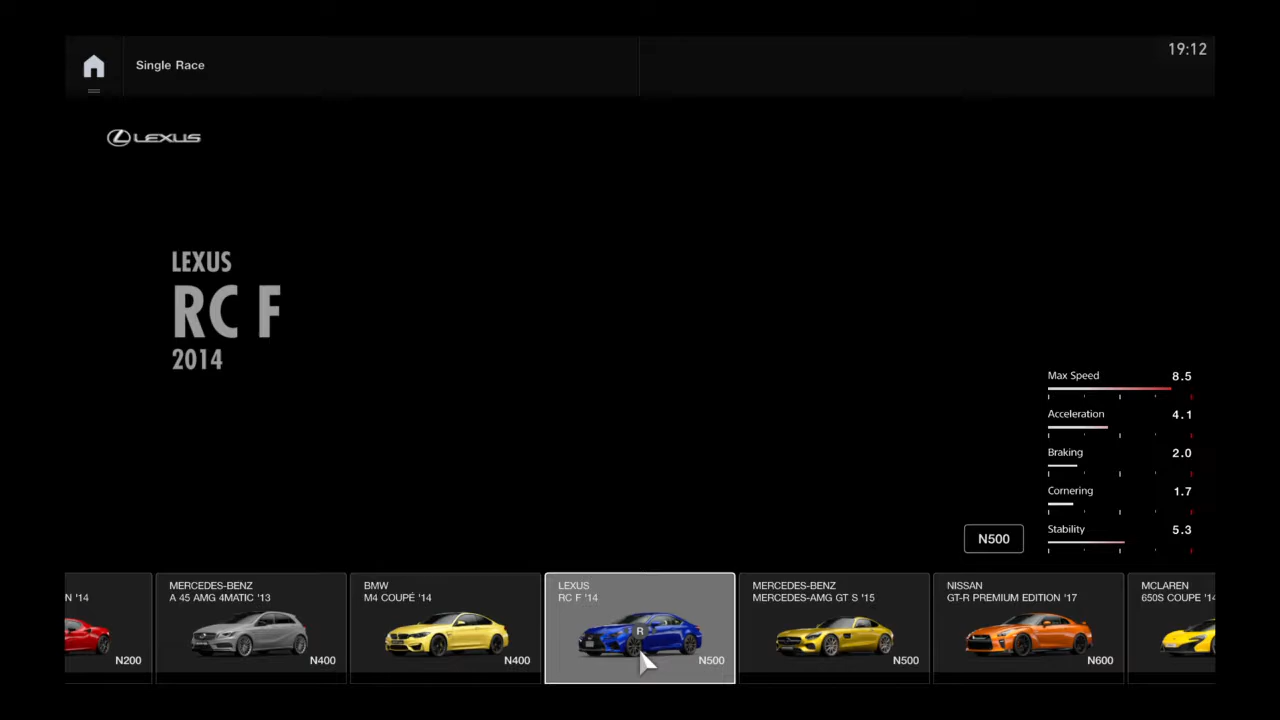 19:12
Single Race
LEXUS
LEXUS
RC F
2014
Max Speed 8.5
Acceleration 4.1
Braking 2.0
Cornering 1.7
N500
Stability 5.3
N '14
N200
MERCEDES-BENZ
A 45 AMG 4MATIC '13
N400
BMW
M4 COUPÉ '14
N400
LEXUS
RC F '14
R
N500
MERCEDES-BENZ
MERCEDES-AMG GT S '15
N500
NISSAN
GT-R PREMIUM EDITION '17
N600
MCLAREN
650S COUPE '14